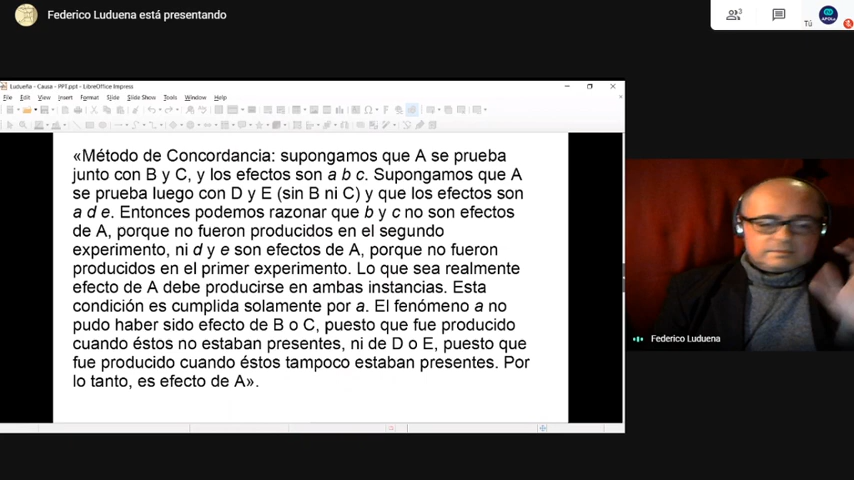 Federico Luduena está presentando
3
Tú
Ludueña - Causa - PPT.ppt - LibreOffice Impress
File Edit View Insert Format Slide Slide Show Tools Window Help
«Método de Concordancia: supongamos que A se prueba
junto con B y C, y los efectos son a b c. Supongamos que A
se prueba luego con D y E (sin B ni C) y que los efectos son
a d e. Entonces podemos razonar que b y c no son efectos
de A, porque no fueron producidos en el segundo
experimento, ni d y e son efectos de A, porque no fueron
producidos en el primer experimento. Lo que sea realmente
efecto de A debe producirse en ambas instancias. Esta
condición es cumplida solamente por a. El fenómeno a no
pudo haber sido efecto de B o C, puesto que fue producido
cuando éstos no estaban presentes, ni de D o E, puesto que
fue producido cuando éstos tampoco estaban presentes. Por
lo tanto, es efecto de A».
Federico Luduena